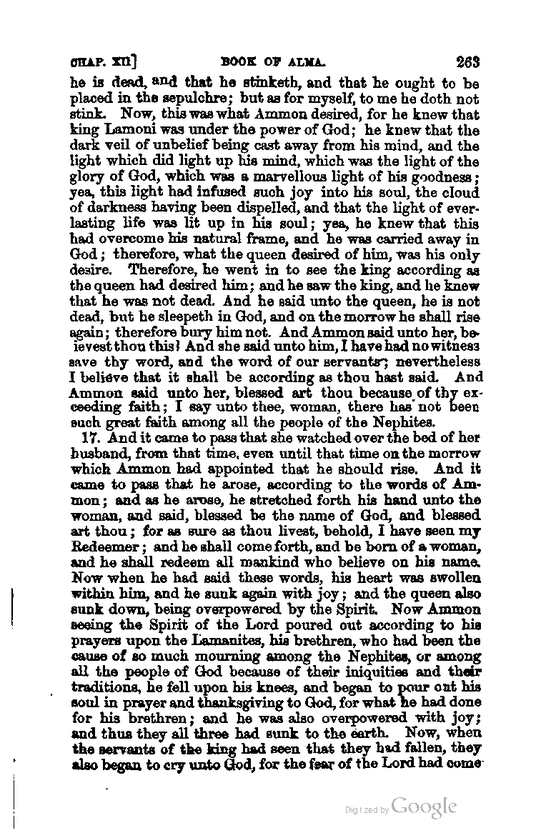 CHAP. XII] BOOK OF ALMA. 263
he is dead, and that he stinketh, and that he ought to be
placed in the sepulchre; but as for myself, to me he doth not
stink. Now, this was what Ammon desired, for he knew that
king Lamoni was under the power of God; he knew that the
dark veil of unbelief being cast away from his mind, and the
light which did light up his mind, which was the light of the
glory of God, which was a marvellous light of his goodness;
yea, this light had infused such joy into his soul, the cloud
of darkness having been dispelled, and that the light of ever-
lasting life was lit up in his soul; yea, he knew that this
had overcome his natural frame, and he was carried away in
God; therefore, what the queen desired of him, was his only
desire. Therefore, he went in to see the king according as
the queen had desired him; and he saw the king, and he knew
that he was not dead. And he said unto the queen, he is not
dead, but he sleepeth in God, and on the morrow he shall rise
again; therefore bury him not. And Ammon said unto her, be-
ievest thou this? And she said unto him, I have had no witness
save thy word, and the word of our servants; nevertheless
I believe that it shall be according as thou hast said. And
Ammon said unto her, blessed art thou because of thy ex-
ceeding faith; I say unto thee, woman, there has not been
such great faith among all the people of the Nephites.
17. And it came to pass that she watched over the bed of her
husband, from that time, even until that time on the morrow
which Ammon had appointed that he should rise. And it
came to pass that he arose, according to the words of Am-
mon; and as he arose, he stretched forth his hand unto the
woman, and said, blessed be the name of God, and blessed
art thou; for as sure as thou livest, behold, I have seen my
Redeemer; and he shall come forth, and be born of a woman,
and he shall redeem all mankind who believe on his name.
Now when he had said these words, his heart was swollen
within him, and he sunk again with joy; and the queen also
sunk down, being overpowered by the Spirit. Now Ammon
seeing the Spirit of the Lord poured out according to his
prayers upon the Lamanites, his brethren, who had been the
cause of so much mourning among the Nephites, or among
all the people of God because of their iniquities and their
traditions, he fell upon his knees, and began to pour out his
soul in prayer and thanksgiving to God, for what he had done
for his brethren; and he was also overpowered with joy;
and thus they all three had sunk to the earth. Now, when
the servants of the king had seen that they had fallen, they
also began to cry unto God, for the fear of the Lord had come
Digitized by Google